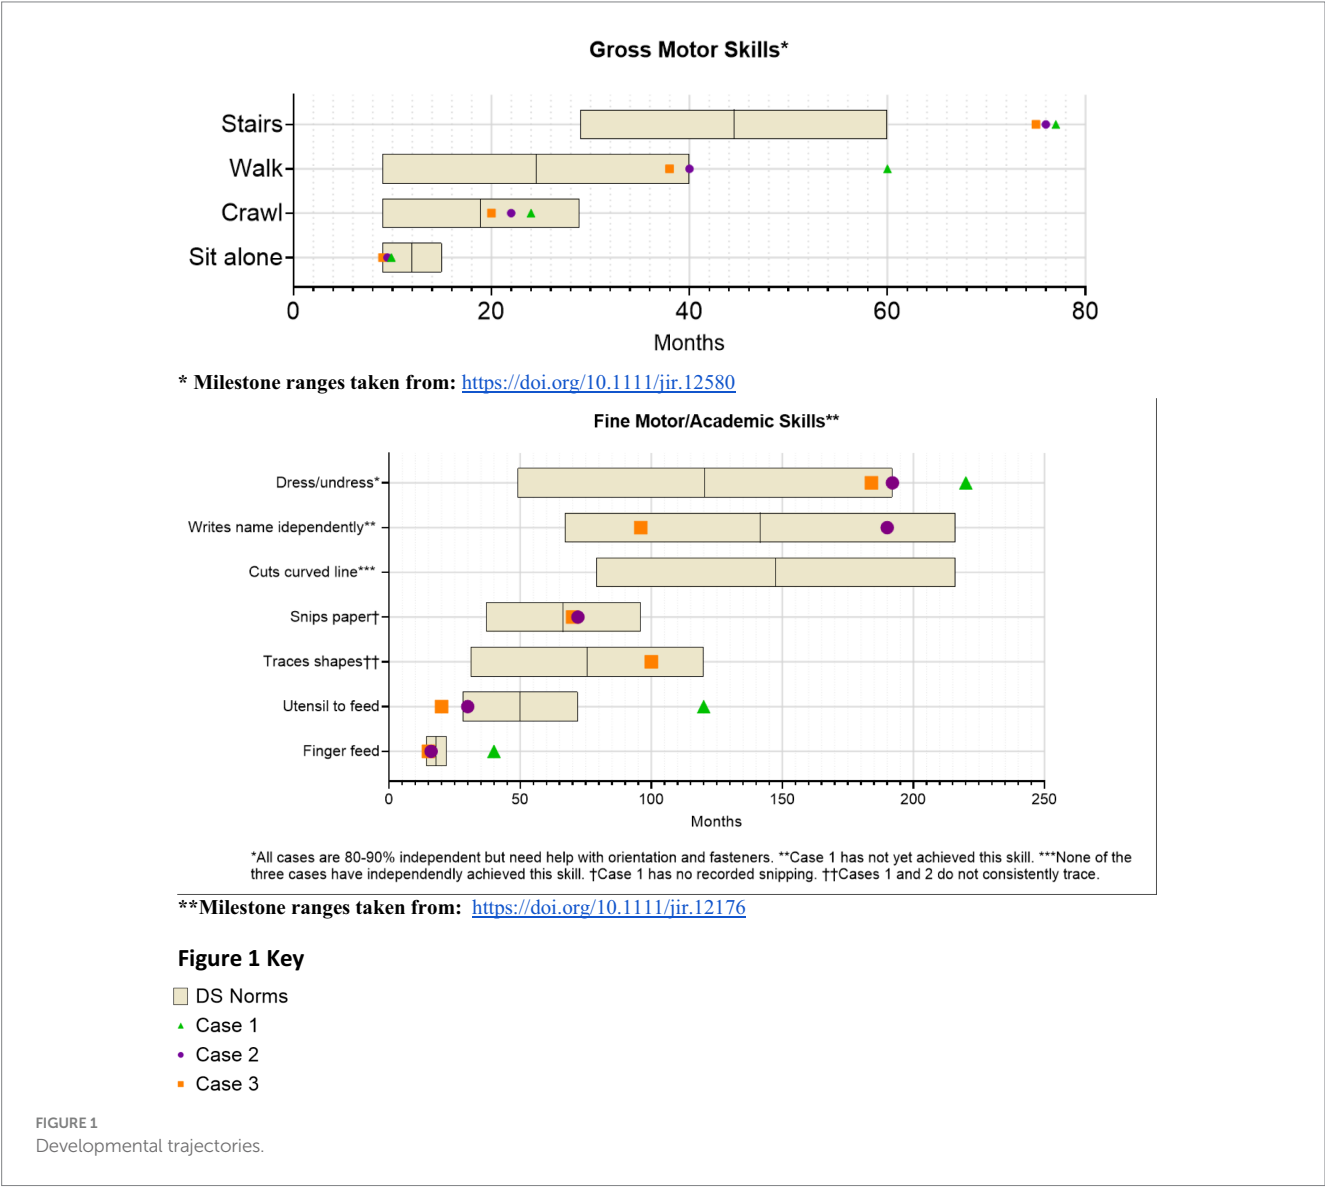 Gross Motor Skills*
Stairs
Walk
Crawl
Sit alone
0 20 40 60 80
Months
* Milestone ranges taken from: https://doi.org/10.1111/jir.12580
Fine Motor/Academic Skills**
Dress/undress*
Writes name idependently**
Cuts curved line***
Snips paper†
Traces shapes††
Utensil to feed
Finger feed
0 50 100 150 200 250
Months
*All cases are 80-90% independent but need help with orientation and fasteners. **Case 1 has not yet achieved this skill. ***None of the
three cases have independendly achieved this skill. †Case 1 has no recorded snipping. ††Cases 1 and 2 do not consistently trace.
**Milestone ranges taken from: https://doi.org/10.1111/jir.12176
Figure 1 Key
DS Norms
Case 1
Case 2
Case 3
FIGURE 1
Developmental trajectories.